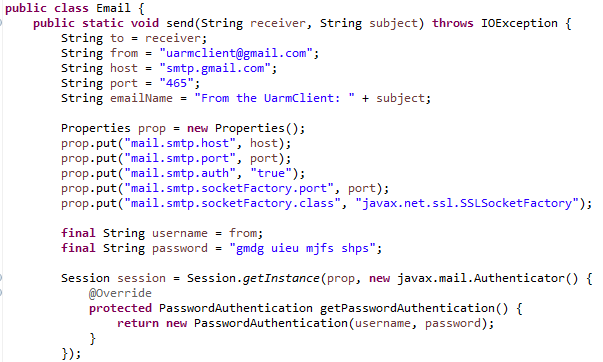 public class Email {
public static void send(String receiver, String subject) throws IOException {
String to = receiver;
String from = "uarmclient@gmail.com";
String host = "smtp.gmail.com";
String port = "465";
String emailName = "From the UarmClient: " + subject;
Properties prop = new Properties();
prop.put("mail.smtp.host", host);
prop.put("mail.smtp.port", port);
prop.put("mail.smtp.auth", "true");
prop.put("mail.smtp.socketFactory.port", port);
prop.put("mail.smtp.socketFactory.class", "javax.net.ssl.SSLSocketFactory");
final String username = from;
final String password = "gmdg uieu mjfs shps";
Session session = Session.getInstance(prop, new javax.mail.Authenticator() {
@Override
protected PasswordAuthentication getPasswordAuthentication() {
return new PasswordAuthentication(username, password);
}
});